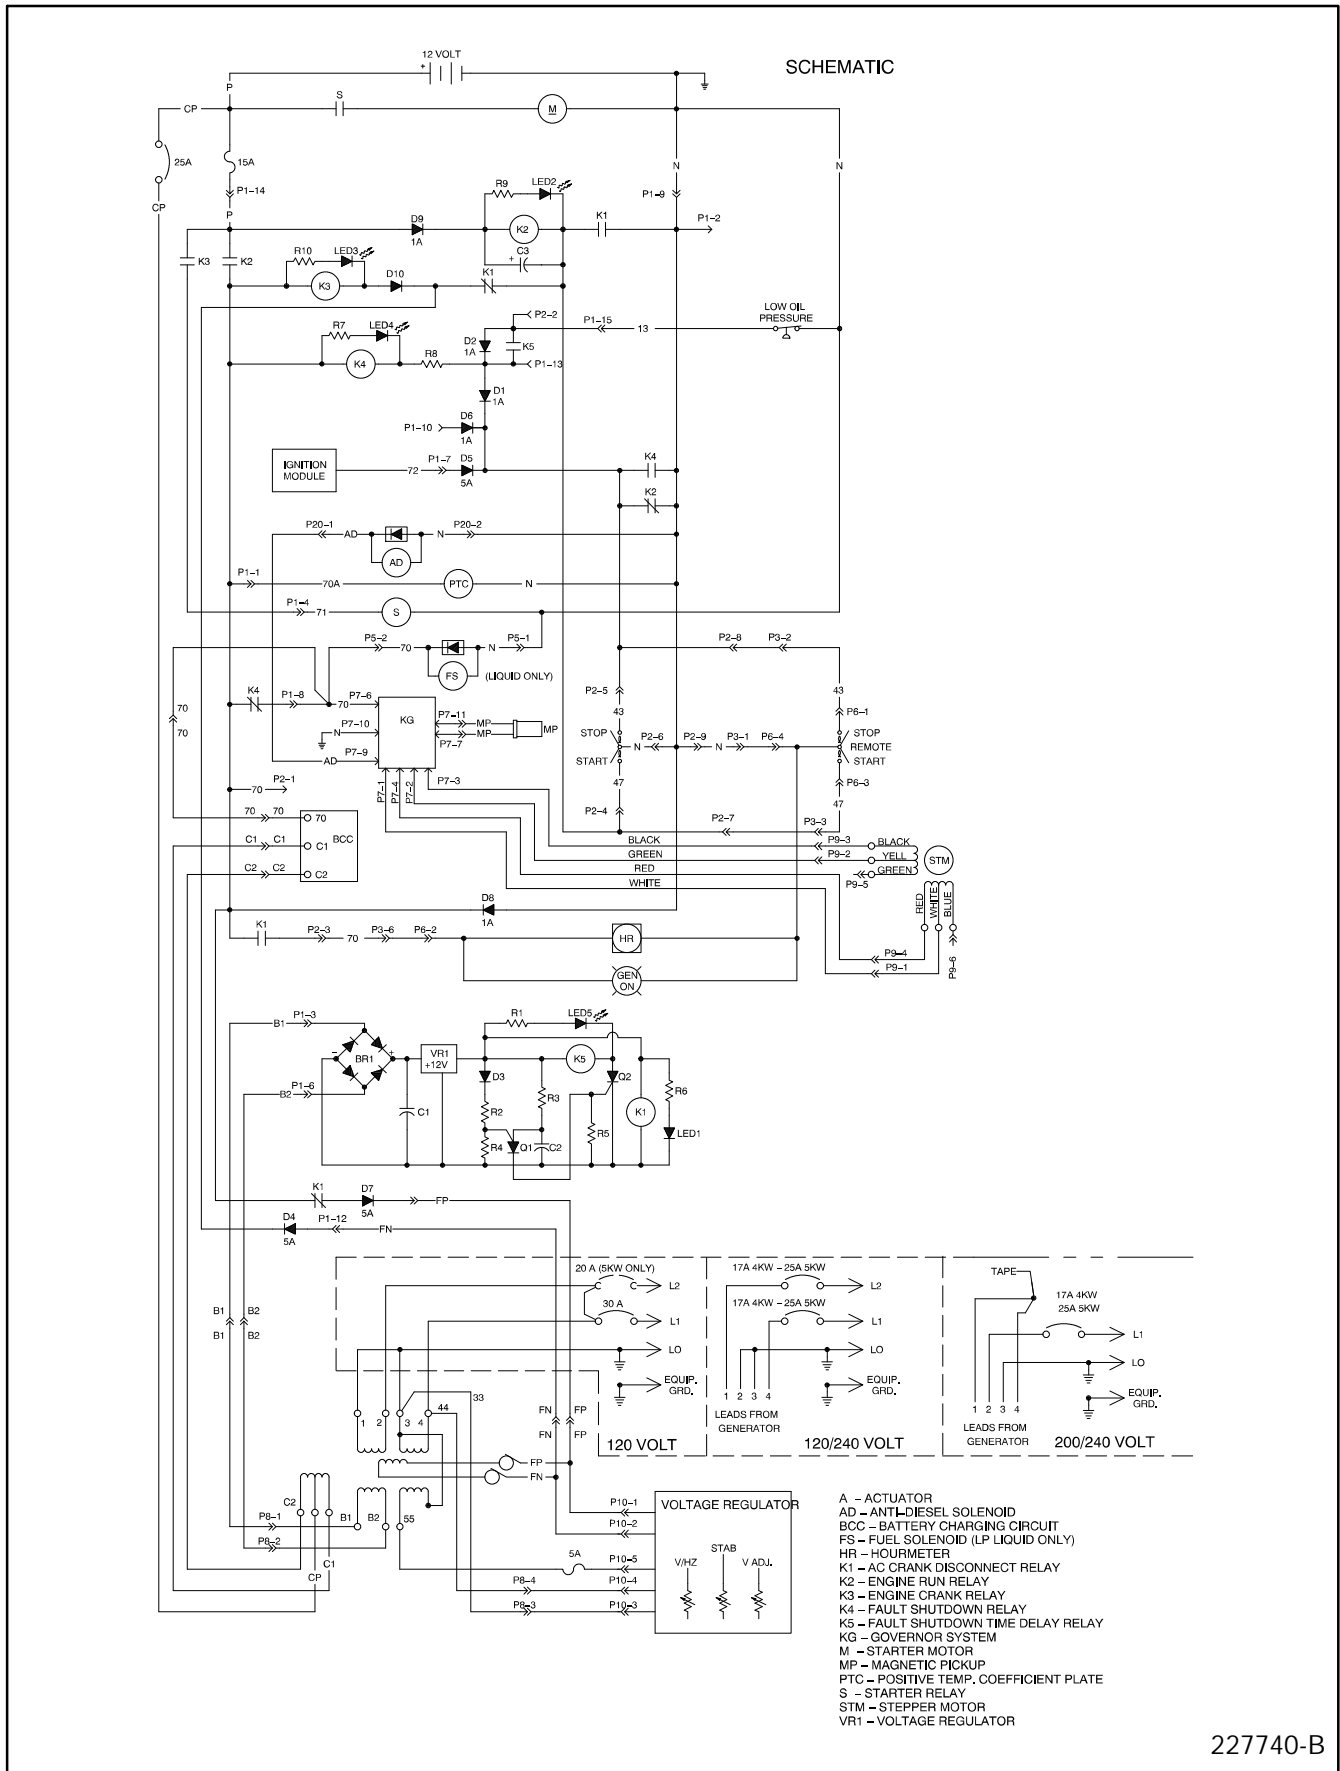 SCHEMATIC
12 VOLT
+
P
CP
S
M
25A
15A
N
N
P1–14
P1–9
CP
P
R9
LED2
D9
1A
K2
K1
P1–2
C3
+
K3
K2
R10
LED3
K3
D10
K1
P2–2
P1–15
13
LOW OIL
PRESSURE
R7
LED4
K4
R8
D2
1A
K5
P1–13
D1
1A
D6
1A
P1–10
IGNITION
MODULE
72
P1–7
D5
5A
K4
K2
P20–1
AD
N
P20–2
AD
P1–1
70A
PTC
N
P1–4
71
S
P5–2
70
N
P5–1
FS
(LIQUID ONLY)
P2–8
P3–2
P2–5
43
43
P6–1
K4
P1–8
70
P7–6
KG
P7–11
MP
MP
MP
P7–7
N
P7–10
AD
P7–9
STOP
START
N
P2–6
P2–9
N
P3–1
P6–4
STOP
REMOTE
START
70
70
70
P2–1
P7–1
P7–4
P7–2
P7–3
47
P2–4
P6–3
47
P2–7
P3–3
70
70
70
C1
C1
C1
BCC
C2
C2
C2
BLACK
GREEN
RED
WHITE
P9–3
BLACK
P9–2
YELL
P9–5
GREEN
STM
RED
WHITE
BLUE
D8
1A
K1
P2–3
70
P3–6
P6–2
HR
GEN
ON
P9–4
P9–1
P9–6
B1
P1–3
–
BR1
+
B2
P1–6
VR1
+12V
C1
R1
LED5
K5
D3
R2
R3
R4
Q1
C2
Q2
R5
K1
R6
LED1
K1
D7
5A
FP
D4
5A
P1–12
FN
B1
B2
B1
B2
20 A (5KW ONLY)
L2
30 A
L1
LO
EQUIP.
GRD.
120 VOLT
17A 4KW – 25A 5KW
L2
17A 4KW – 25A 5KW
L1
LO
EQUIP.
GRD.
1 2 3 4
LEADS FROM
GENERATOR
120/240 VOLT
TAPE
17A 4KW
25A 5KW
L1
LO
EQUIP.
GRD.
1 2 3 4
LEADS FROM
GENERATOR
200/240 VOLT
33
44
1 2 3 4
FN
FP
FN
FP
FP
FN
C2
P8–1
B1
B2
55
P8–2
C1
CP
5A
P8–4
P8–3
P10–1
P10–2
P10–5
P10–4
P10–3
VOLTAGE REGULATOR
V/HZ
STAB
V ADJ.
A – ACTUATOR
AD – ANTI–DIESEL SOLENOID
BCC – BATTERY CHARGING CIRCUIT
FS – FUEL SOLENOID (LP LIQUID ONLY)
HR – HOURMETER
K1 – AC CRANK DISCONNECT RELAY
K2 – ENGINE RUN RELAY
K3 – ENGINE CRANK RELAY
K4 – FAULT SHUTDOWN RELAY
K5 – FAULT SHUTDOWN TIME DELAY RELAY
KG – GOVERNOR SYSTEM
M – STARTER MOTOR
MP – MAGNETIC PICKUP
PTC – POSITIVE TEMP. COEFFICIENT PLATE
S – STARTER RELAY
STM – STEPPER MOTOR
VR1 – VOLTAGE REGULATOR
227740-B